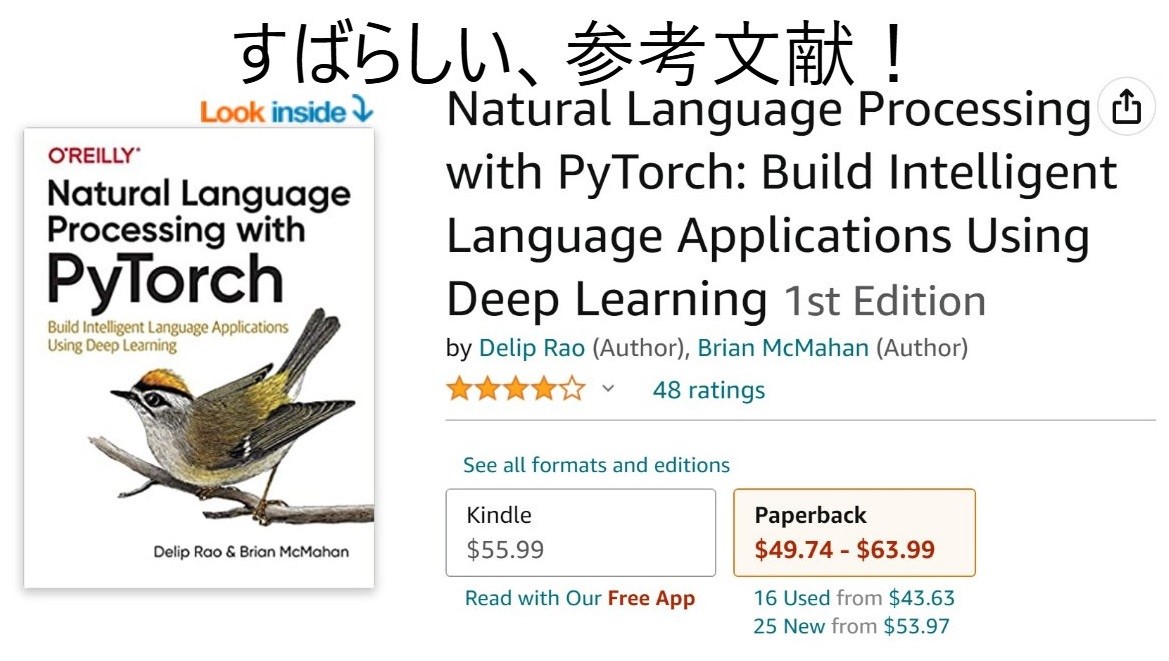 すばらしい、参考文献！
Look inside
O'REILLY®
Natural Language
Processing with
PyTorch
Build Intelligent Language Applications
Using Deep Learning
Delip Rao & Brian McMahan
Natural Language Processing
with PyTorch: Build Intelligent
Language Applications Using
Deep Learning 1st Edition
by Delip Rao (Author), Brian McMahan (Author)
48 ratings
See all formats and editions
Kindle
$55.99
Read with Our Free App
Paperback
$49.74 - $63.99
16 Used from $43.63
25 New from $53.97